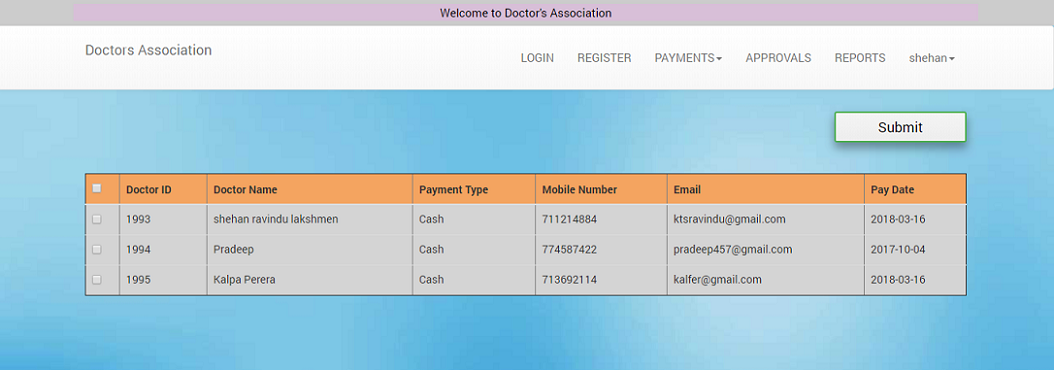 Welcome to Doctor's Association
Doctors Association
LOGIN REGISTER PAYMENTS APPROVALS REPORTS shehan
Submit
Doctor ID Doctor Name Payment Type Mobile Number Email Pay Date
1993 shehan ravindu lakshmen Cash 711214884 ktsravindu@gmail.com 2018-03-16
1994 Pradeep Cash 774587422 pradeep457@gmail.com 2017-10-04
1995 Kalpa Perera Cash 713692114 kalfer@gmail.com 2018-03-16